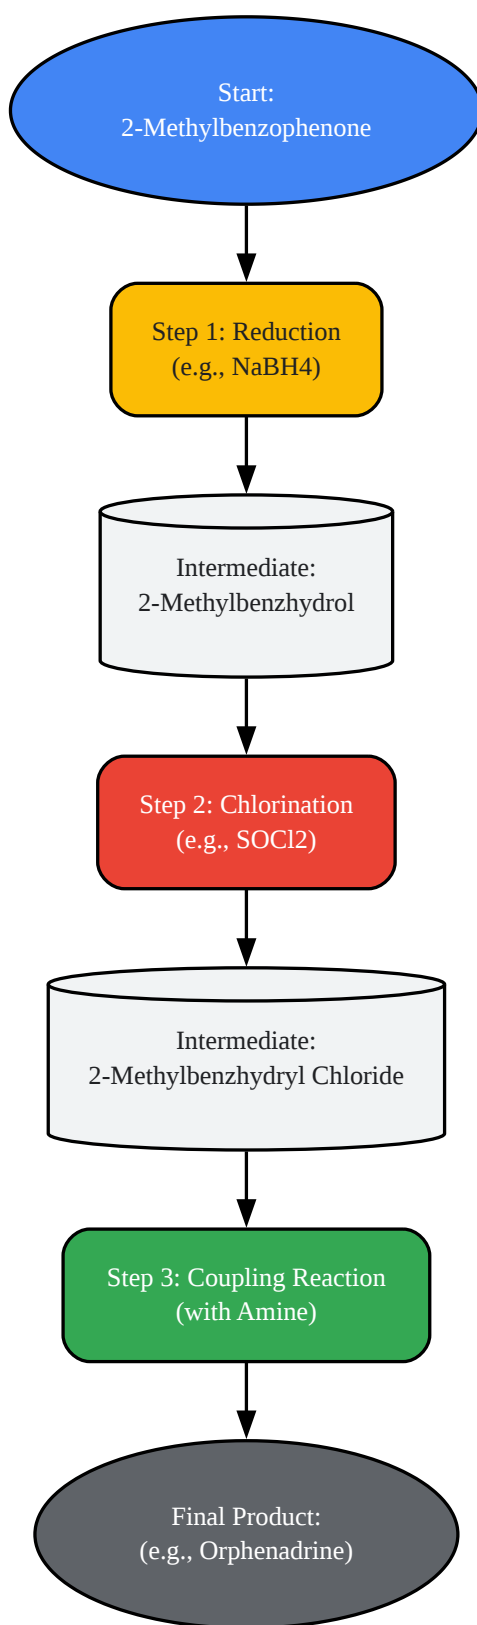 Start:
2-Methylbenzophenone
Step 1: Reduction
(e.g., NaBH4)
Intermediate:
2-Methylbenzhydrol
Step 2: Chlorination
(e.g., SOCl2)
Intermediate:
2-Methylbenzhydryl Chloride
Step 3: Coupling Reaction
(with Amine)
Final Product:
(e.g., Orphenadrine)